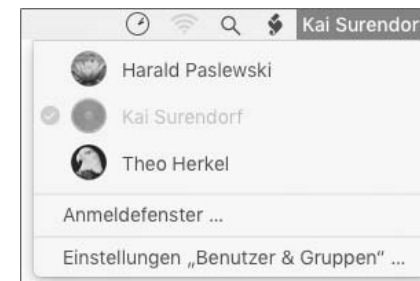 Kai Surendor
Harald Paslewski
Kai Surendorf
Theo Herkel
Anmeldefenster ...
Einstellungen „Benutzer & Gruppen“ ...